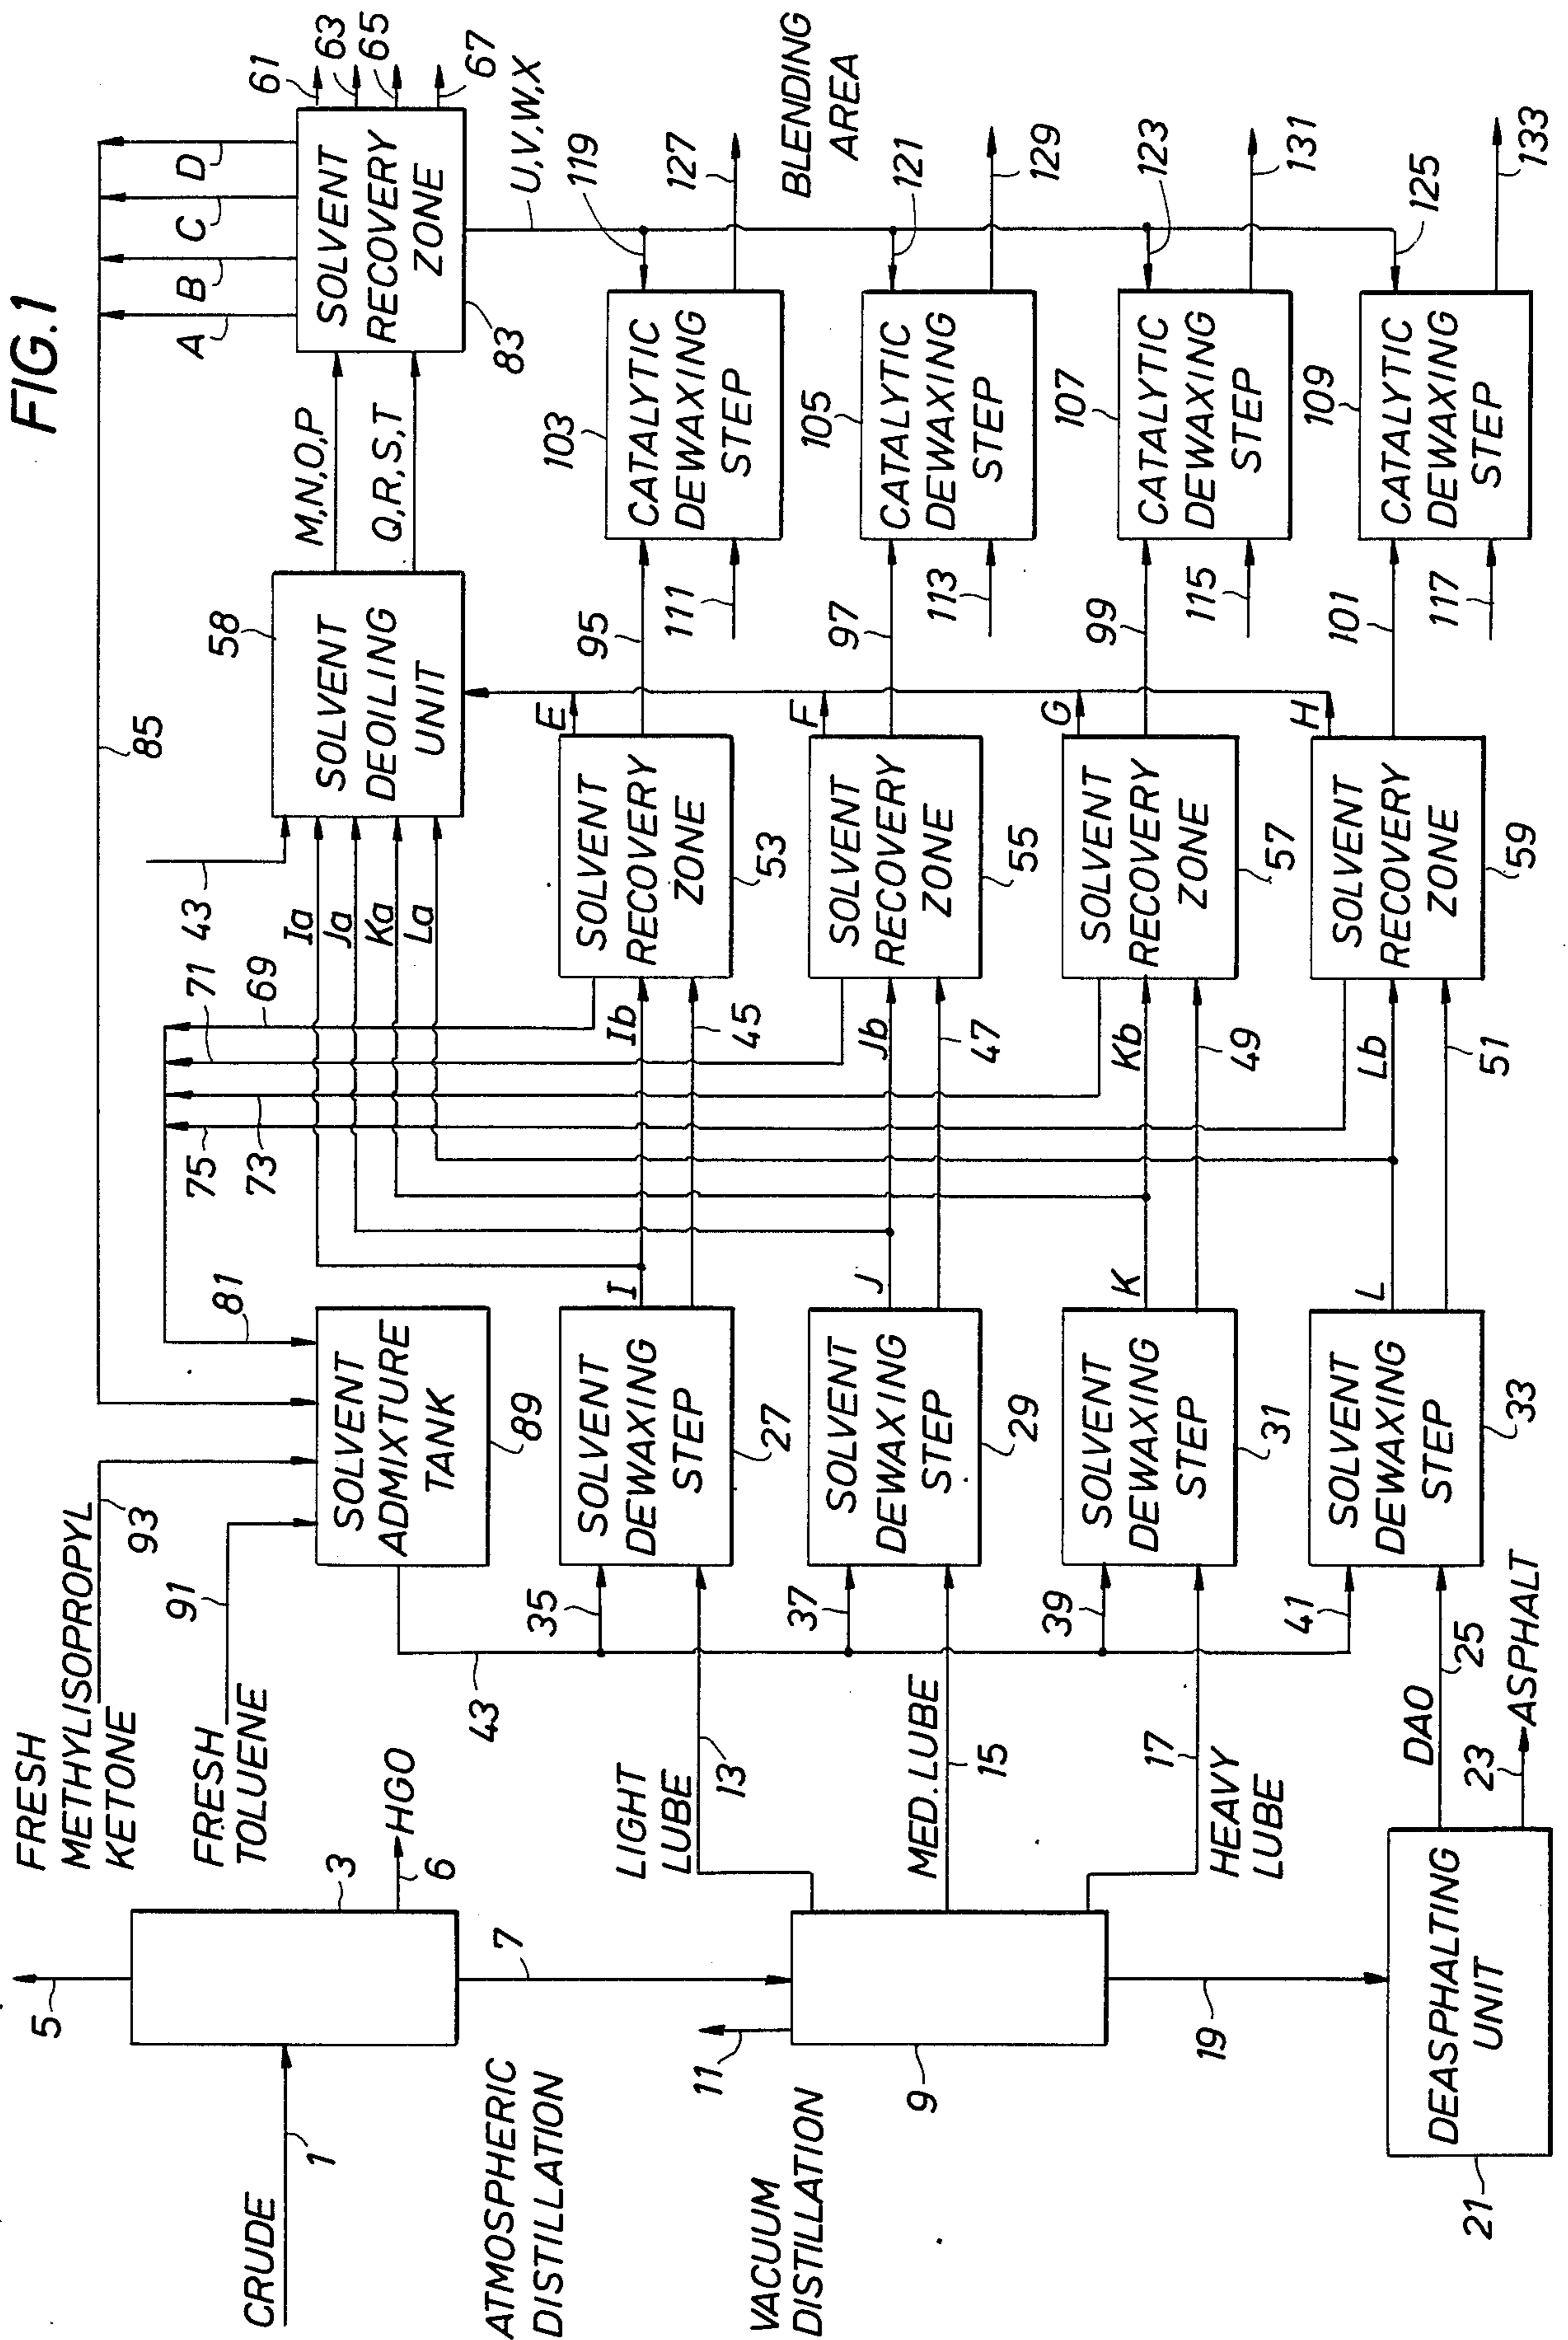 FIG.1
CRUDE
1
5
3
6
HGO
ATMOSPHERIC
DISTILLATION
7
11
VACUUM
DISTILLATION
9
19
21
DEASPHALTING
UNIT
DAO
25
23
ASPHALT
LIGHT
LUBE
13
MED. LUBE
15
17
HEAVY
LUBE
FRESH
METHYLISOPROPYL
KETONE
93
FRESH
TOLUENE
91
43
35
37
39
41
SOLVENT
ADMIXTURE
TANK
89
81
85
SOLVENT
DEWAXING
STEP
27
SOLVENT
DEWAXING
STEP
29
SOLVENT
DEWAXING
STEP
31
SOLVENT
DEWAXING
STEP
33
I
J
K
L
75
73
71
69
43
Ia
Ja
Ka
La
Ib
45
Jb
47
Kb
49
Lb
51
SOLVENT
RECOVERY
ZONE
53
SOLVENT
RECOVERY
ZONE
55
SOLVENT
RECOVERY
ZONE
57
SOLVENT
RECOVERY
ZONE
59
SOLVENT
DEOILING
UNIT
58
E
F
G
H
95
111
97
113
99
115
101
117
M,N,O,P
Q,R,S,T
CATALYTIC
DEWAXING
STEP
103
CATALYTIC
DEWAXING
STEP
105
CATALYTIC
DEWAXING
STEP
107
CATALYTIC
DEWAXING
STEP
109
SOLVENT
RECOVERY
ZONE
83
A
B
C
D
61
63
65
67
U,V,W,X
119
121
123
125
127
129
131
133
BLENDING
AREA